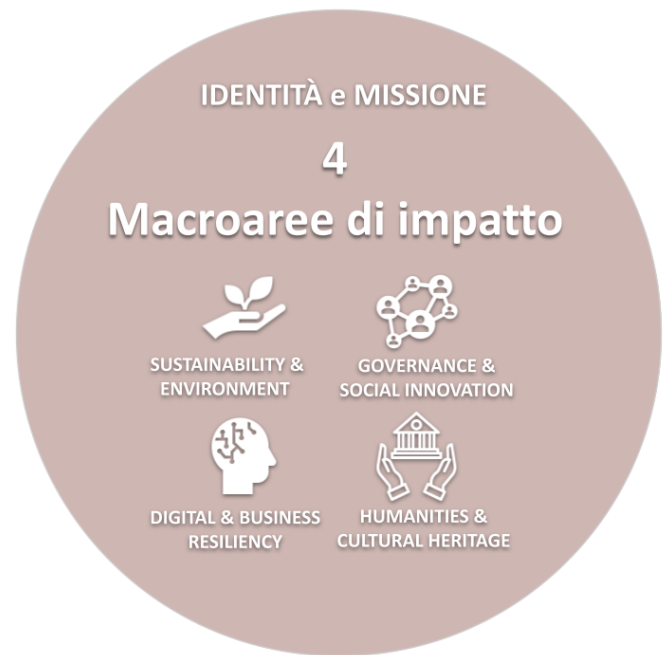 IDENTITÀ e MISSIONE
4
Macroaree di impatto
SUSTAINABILITY &
ENVIRONMENT
GOVERNANCE &
SOCIAL INNOVATION
DIGITAL & BUSINESS
RESILIENCY
HUMANITIES &
CULTURAL HERITAGE